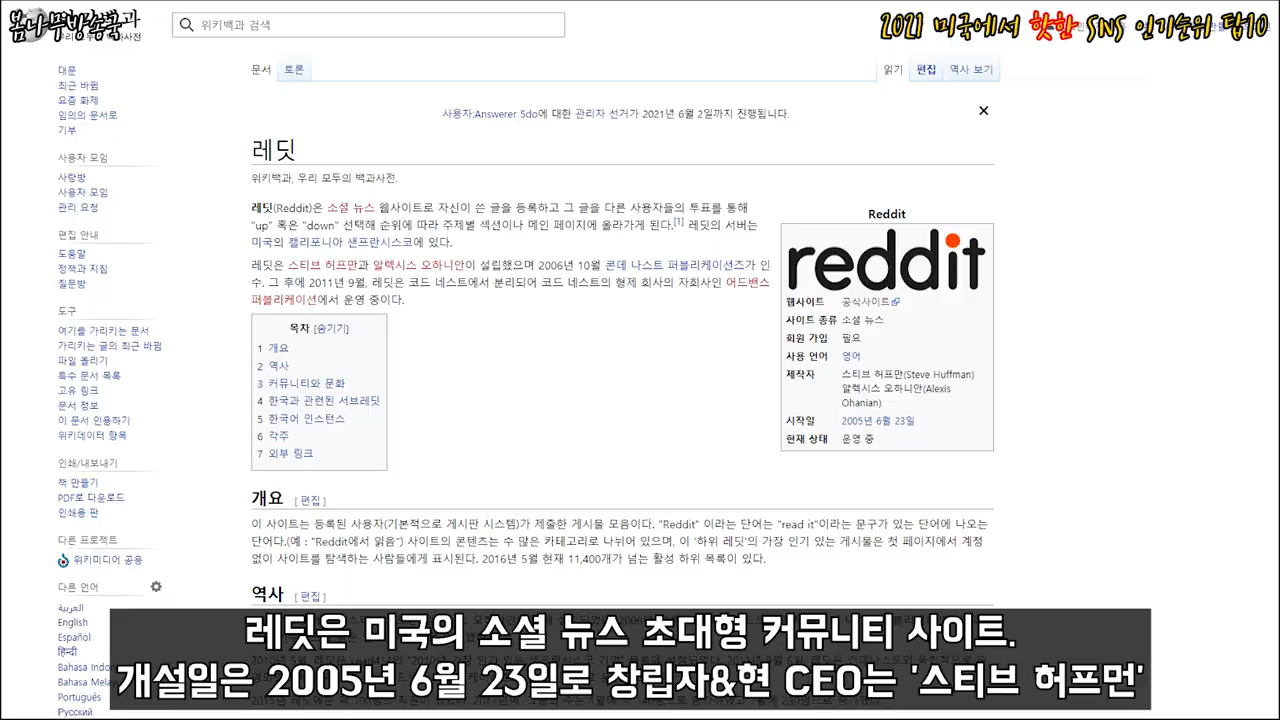 봄나무방송국
과
우리 모두의 백과사전
위키백과 검색
2021 미국에서 핫한 SNS 인기순위 탑10
대문
최근 바뀜
요즘 화제
임의의 문서로
기부
사용자 모임
사랑방
사용자 모임
관리 요청
편집 안내
도움말
정책과 지침
질문방
도구
여기를 가리키는 문서
가리키는 글의 최근 바뀜
파일 올리기
특수 문서 목록
고유 링크
문서 정보
이 문서 인용하기
위키데이터 항목
인쇄/내보내기
책 만들기
PDF로 다운로드
인쇄용 판
다른 프로젝트
위키미디어 공용
다른 언어
العربية
English
Español
हिन्दी
Bahasa Indon
Bahasa Mela
Português
Русский
문서 토론 읽기 편집 역사 보기
사용자:Answerer 5do에 대한 관리자 선거가 2021년 6월 2일까지 진행됩니다.
레딧
위키백과, 우리 모두의 백과사전.
레딧(Reddit)은 소셜 뉴스 웹사이트로 자신이 쓴 글을 등록하고 그 글을 다른 사용자들의 투표를 통해
"up" 혹은 "down" 선택해 순위에 따라 주제별 섹션이나 메인 페이지에 올라가게 된다.[1] 레딧의 서버는
미국의 캘리포니아 샌프란시스코에 있다.
레딧은 스티브 허프만과 알렉시스 오하니안이 설립했으며 2006년 10월 콘데 나스트 퍼블리케이션즈가 인
수. 그 후에 2011년 9월, 레딧은 코드 네스트에서 분리되어 코드 네스트의 형제 회사의 자회사인 어드밴스
퍼블리케이션에서 운영 중이다.
목차 [숨기기]
1 개요
2 역사
3 커뮤니티와 문화
4 한국과 관련된 서브레딧
5 한국어 인스턴스
6 각주
7 외부 링크
Reddit
reddit
웹사이트 공식사이트
사이트 종류 소셜 뉴스
회원 가입 필요
사용 언어 영어
제작자 스티브 허프만(Steve Huffman)
알렉시스 오하니안(Alexis
Ohanian)
시작일 2005년 6월 23일
현재 상태 운영 중
개요 [편집]
이 사이트는 등록된 사용자(기본적으로 게시판 시스템)가 제출한 게시물 모음이다. "Reddit" 이라는 단어는 "read it"이라는 문구가 있는 단어에 나오는
단어다.(예 : "Reddit에서 읽음") 사이트의 콘텐츠는 수 많은 카테고리로 나뉘어 있으며, 이 '하위 레딧'의 가장 인기 있는 게시물은 첫 페이지에서 계정
없이 사이트를 탐색하는 사람들에게 표시된다. 2016년 5월 현재 11,400개가 넘는 활성 하위 목록이 있다.
역사 [편집]
레딧은 미국의 소셜 뉴스 초대형 커뮤니티 사이트.
개설일은 2005년 6월 23일로 창립자&현 CEO는 '스티브 허프먼'